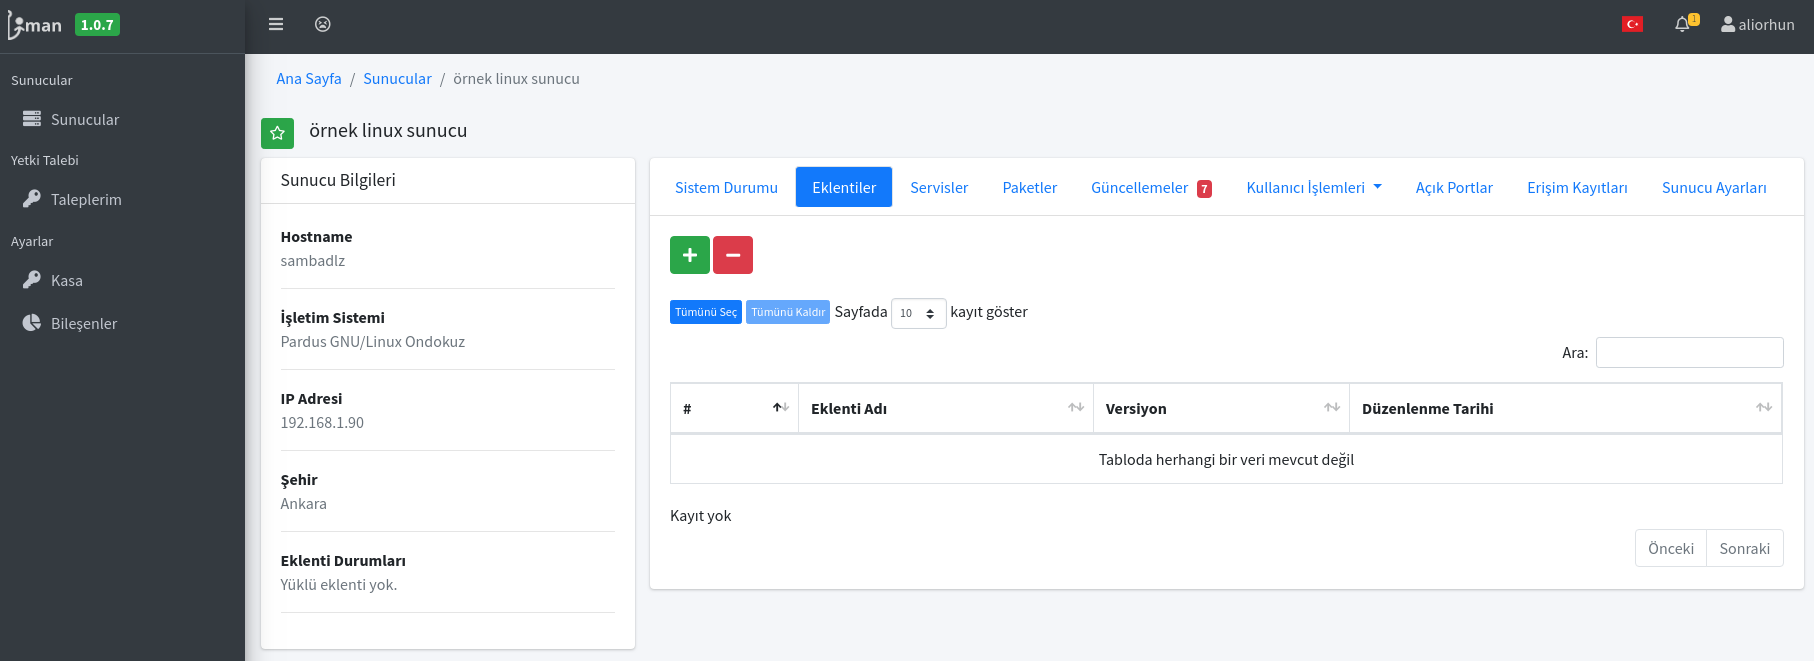 liman 1.0.7
1
aliorhun
Sunucular
Sunucular
Yetki Talebi
Taleplerim
Ayarlar
Kasa
Bileşenler
Ana Sayfa / Sunucular / örnek linux sunucu
örnek linux sunucu
Sunucu Bilgileri
Hostname
sambadlz
İşletim Sistemi
Pardus GNU/Linux Ondokuz
IP Adresi
192.168.1.90
Şehir
Ankara
Eklenti Durumları
Yüklü eklenti yok.
Sistem Durumu Eklentiler Servisler Paketler Güncellemeler 7 Kullanıcı İşlemleri Açık Portlar Erişim Kayıtları Sunucu Ayarları
Tümünü Seç Tümünü Kaldır Sayfada 10 kayıt göster
Ara:
# Eklenti Adı Versiyon Düzenlenme Tarihi
Tabloda herhangi bir veri mevcut değil
Kayıt yok
Önceki Sonraki